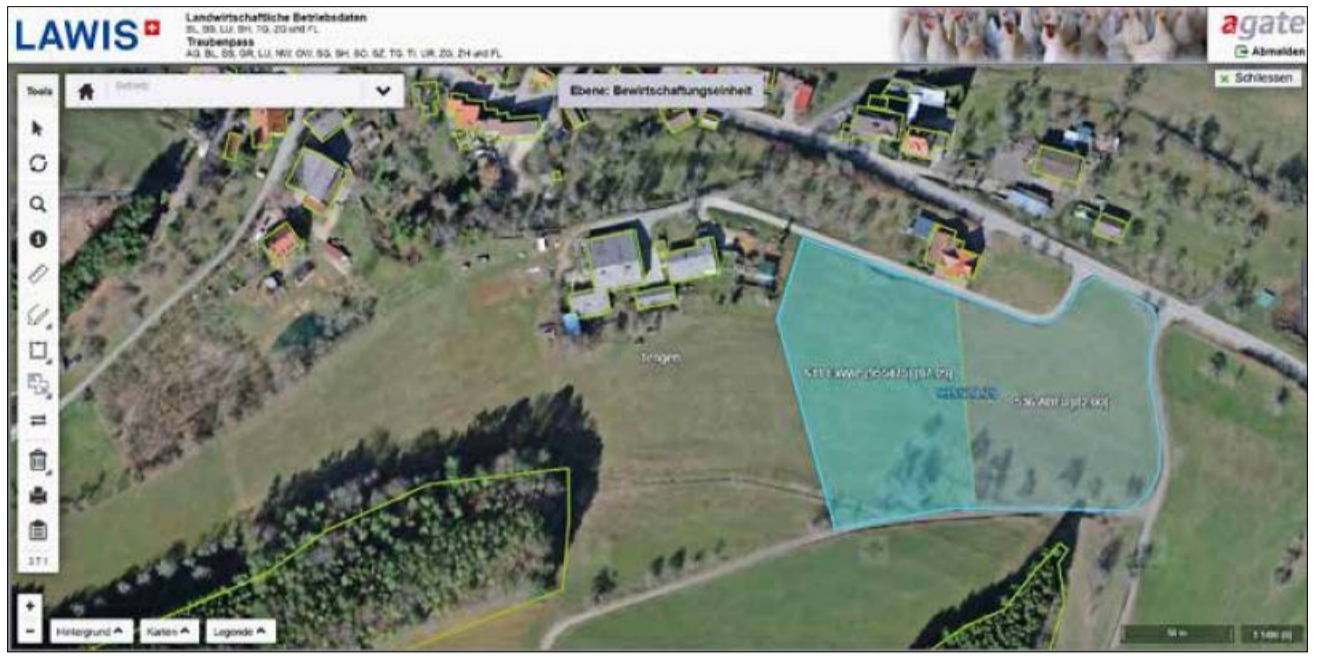 LAWIS
Landwirtschaftliche Betriebsdaten
BL, BS, LU, SH, TG, ZG und FL
Traubenpass
AG, BL, BS, GR, LU, NW, OW, SG, SH, SO, SZ, TG, TI, UR, ZG, ZH und FL
agate
Abmelden
Schliessen
Tools
Betrieb
Ebene: Bewirtschaftungseinheit
Hintergrund
Karten
Legende
50 m